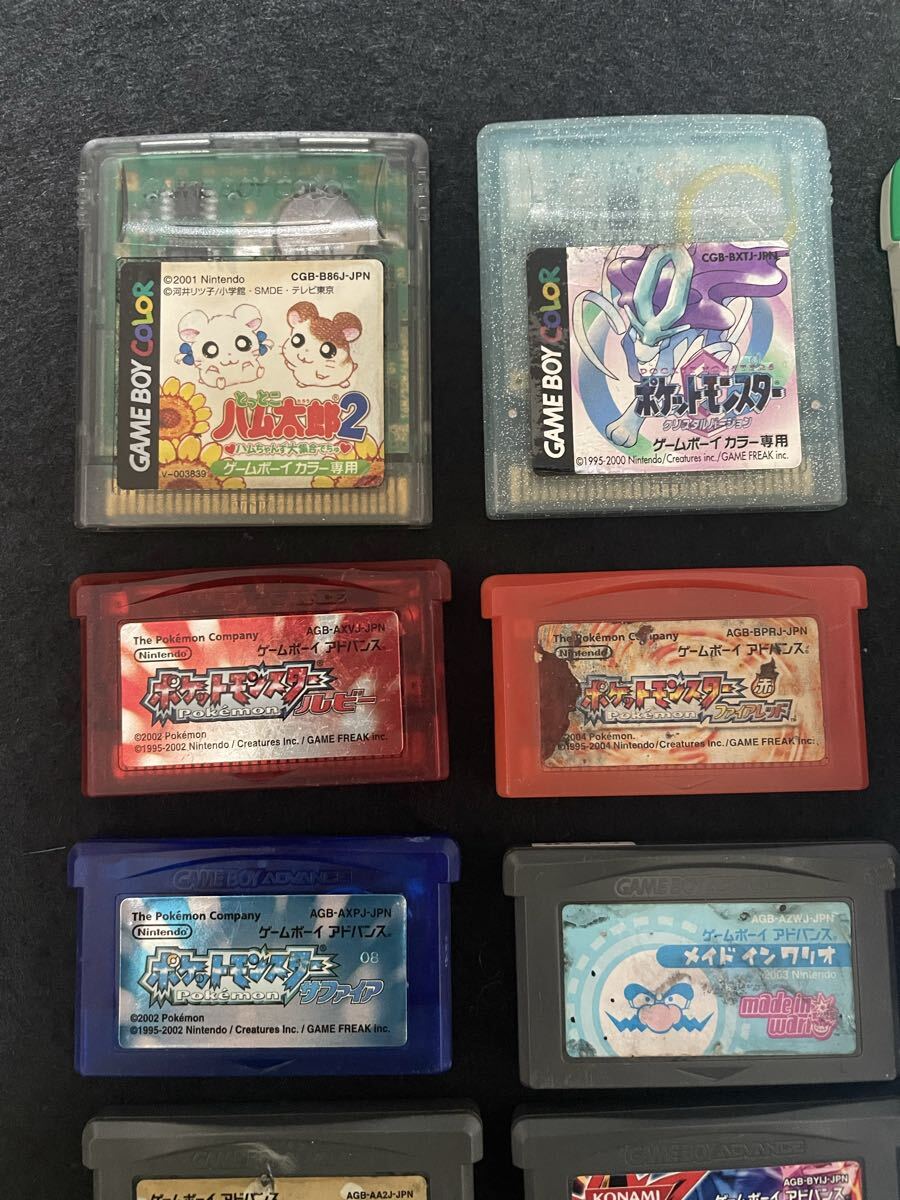 ©2001 Nintendo
CGB-B86J-JPN
©河井リツ子/小学館・SMDE・テレビ東京
GAME BOY COLOR
とっとこ
ハム太郎2
ハムちゃんず大集合でちゅ
ゲームボーイ カラー専用
V-003839
CGB-BXTJ-JPN
GAME BOY COLOR
POCKET MONSTERS
ポケットモンスター
クリスタルバージョン
ゲームボーイ カラー専用
©1995-2000 Nintendo/Creatures inc./GAME FREAK inc.
The Pokémon Company
AGB-AXVJ-JPN
Nintendo
ゲームボーイ アドバンス
ポケットモンスター
Pokémon
ルビー
©2002 Pokémon
©1995-2002 Nintendo/Creatures Inc./GAME FREAK inc.
The Pokémon Company
AGB-BPRJ-JPN
Nintendo
ゲームボーイ アドバンス
ポケットモンスター
赤
Pokémon
ファイアレッド
2004 Pokémon.
©1995-2004 Nintendo/Creatures Inc./GAME FREAK inc.
GAME BOY ADVANCE
The Pokémon Company
AGB-AXPJ-JPN
Nintendo
ゲームボーイ アドバンス
08
ポケットモンスター
Pokémon
サファイア
©2002 Pokémon
©1995-2002 Nintendo/Creatures Inc./GAME FREAK inc.
GAME BOY ADVANCE
AGB-AZWJ-JPN
ゲームボーイ アドバンス
メイド イン ワリオ
2003 Nintendo
made in
wario
GAME BOY ADVANCE
AGB-AA2J-JPN
ゲームボーイ アドバンス
GAME BOY ADVANCE
KONAMI
AGB-BYIJ-JPN
ゲームボーイ アドバンス